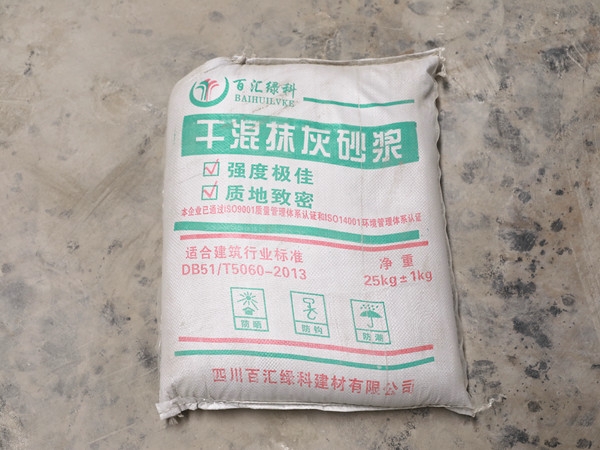 百汇绿科
BAIHUILVKE
干混抹灰砂浆
强度极佳
质地致密
本企业已通过ISO9001质量管理体系认证和ISO14001环境管理体系认证
适合建筑行业标准
DB51/T5060-2013
净重
25kg±1kg
防晒
防钩
防潮
四川百汇绿科建材有限公司